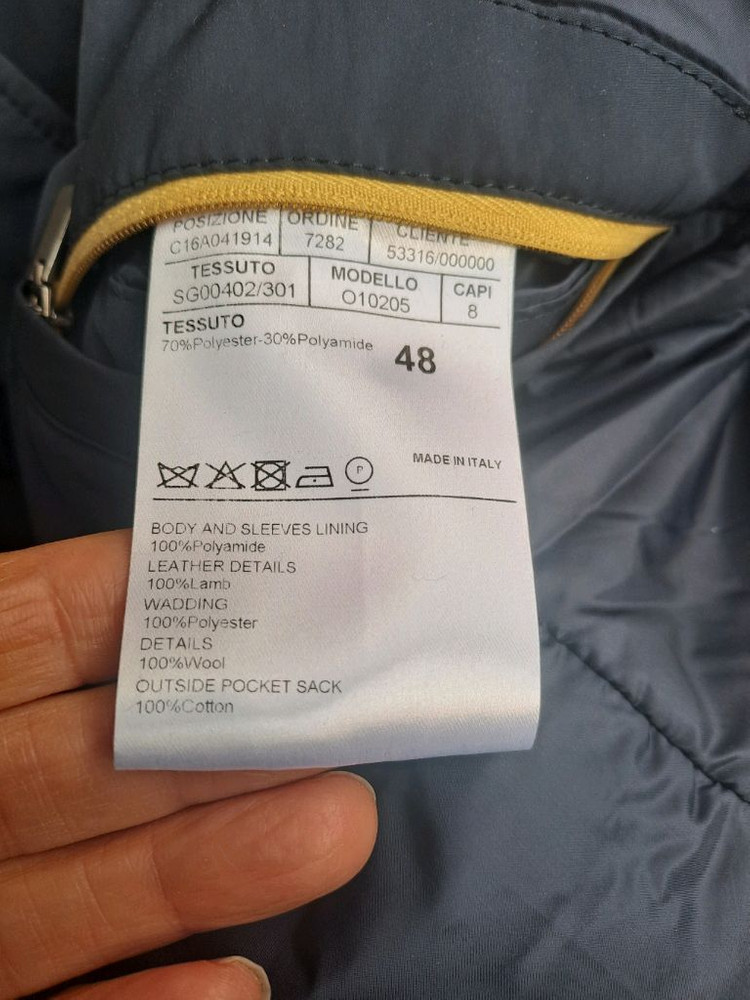 POSIZIONE ORDINE CLIENTE
C16A041914 7282 53316/000000
TESSUTO MODELLO CAPI
SG00402/301 O10205 8
TESSUTO
70%Polyester-30%Polyamide 48
P MADE IN ITALY
BODY AND SLEEVES LINING
100%Polyamide
LEATHER DETAILS
100%Lamb
WADDING
100%Polyester
DETAILS
100%Wool
OUTSIDE POCKET SACK
100%Cotton